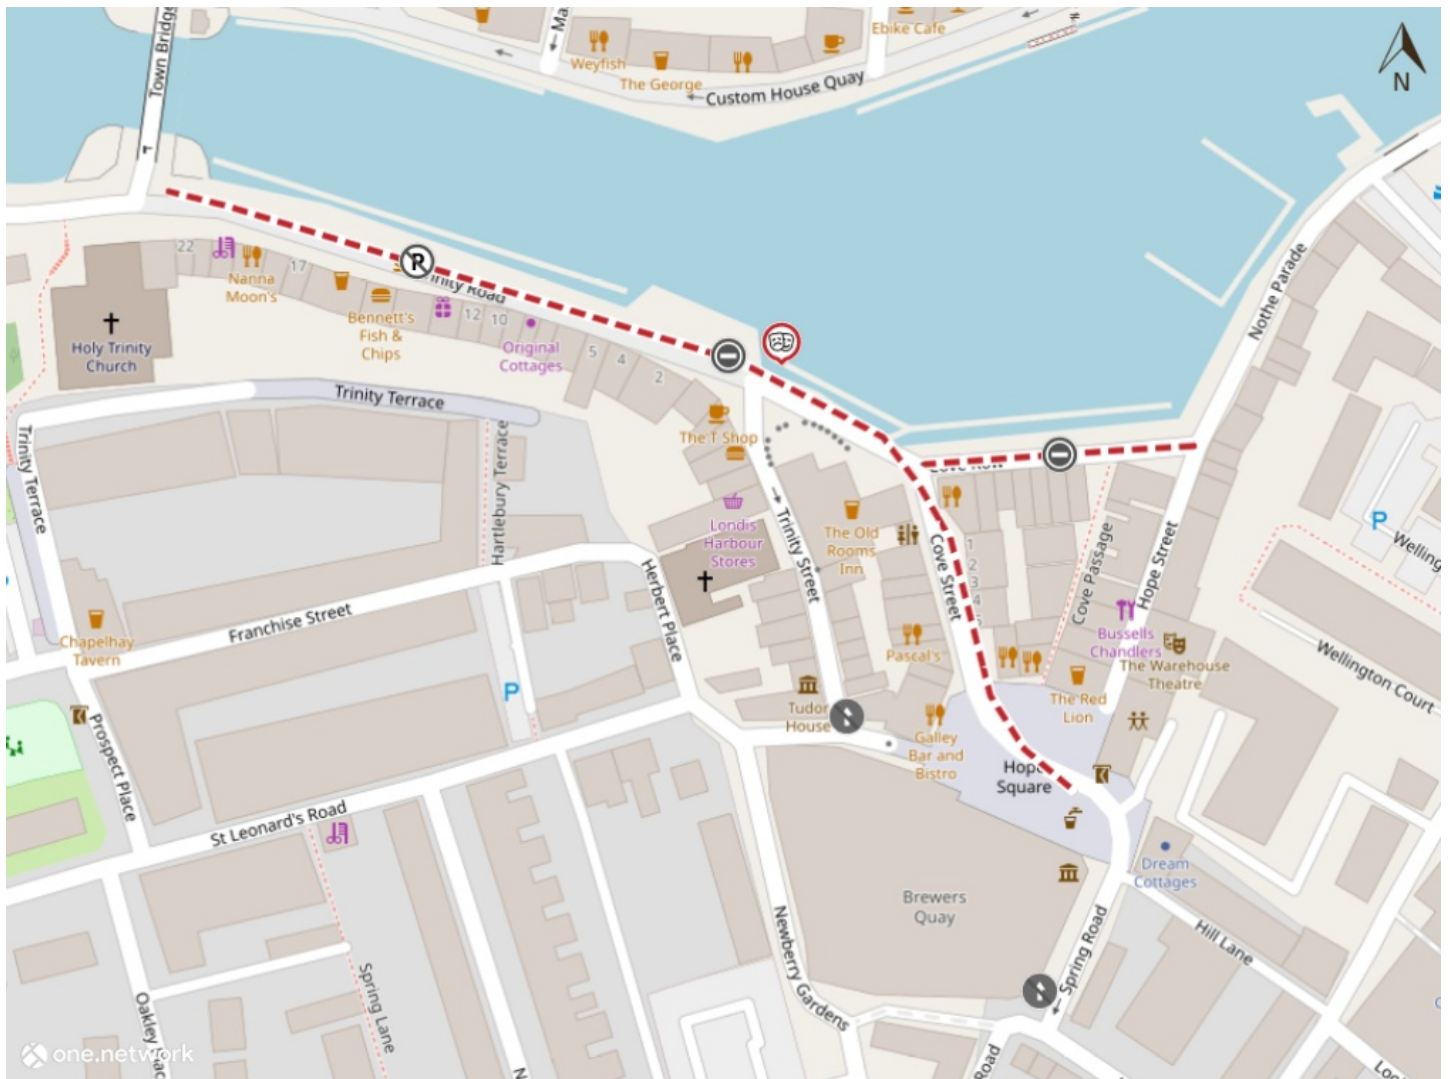 Town Bridge
Weyfish
The George
Ebike Cafe
Custom House Quay
N
22
Nanna
Moon's
17
R
Bennett's
Fish &
Chips
12
10
Original
Cottages
5
4
2
Holy Trinity
Church
Trinity Terrace
Trinity Terrace
Hartlebury Terrace
The T Shop
Londis
Harbour
Stores
Trinity Street
The Old
Rooms
Inn
Cove Street
1
2
3
Cove Passage
Hope Street
Nothe Parade
P
Wellington Court
Bussells
Chandlers
The Warehouse
Theatre
The Red
Lion
Pascal's
Galley
Bar and
Bistro
Tudor
House
Hope
Square
Franchise Street
Herbert Place
Chapelhay
Tavern
P
Prospect Place
St Leonard's Road
Brewers
Quay
Dream
Cottages
Hill Lane
Spring Road
Newberry Gardens
Spring Lane
Road
one.network